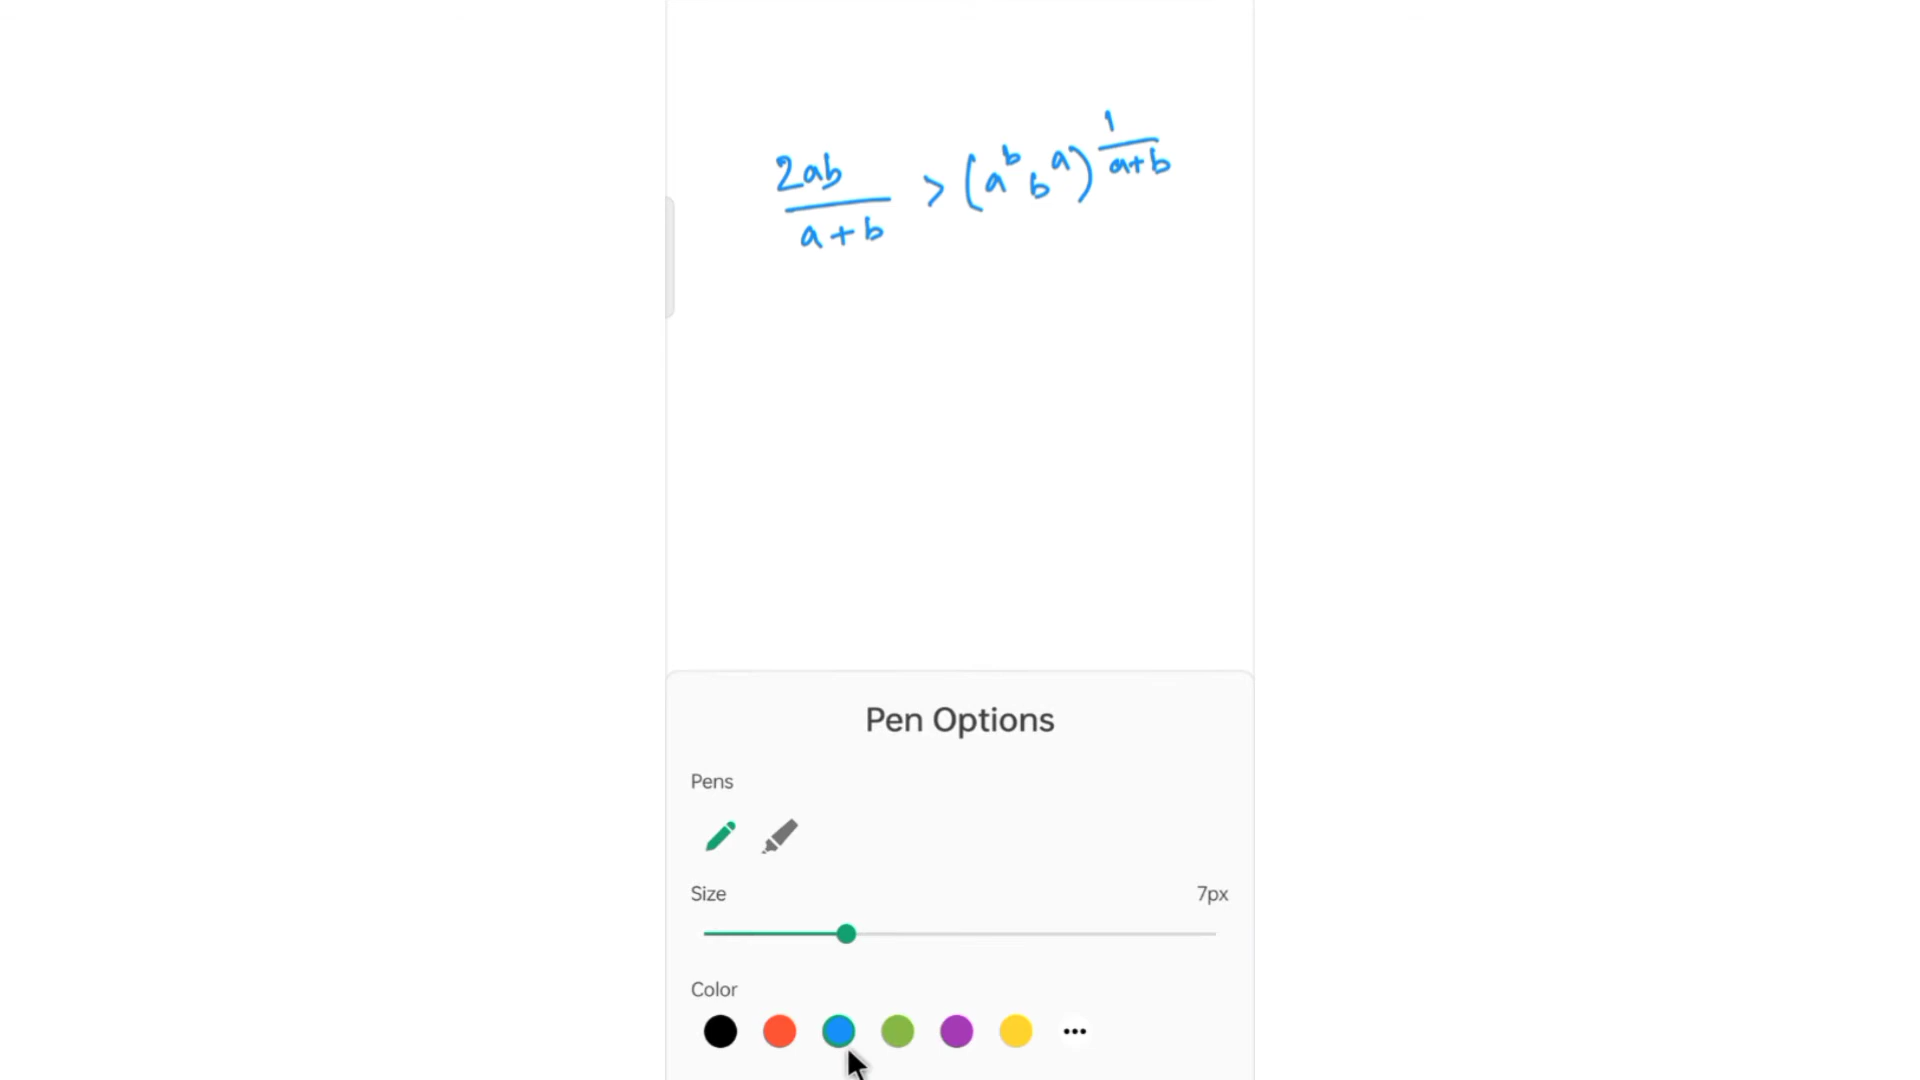 2ab/(a+b) > (a^b b^a)^(1/(a+b))
Pen Options
Pens
Size 7px
Color